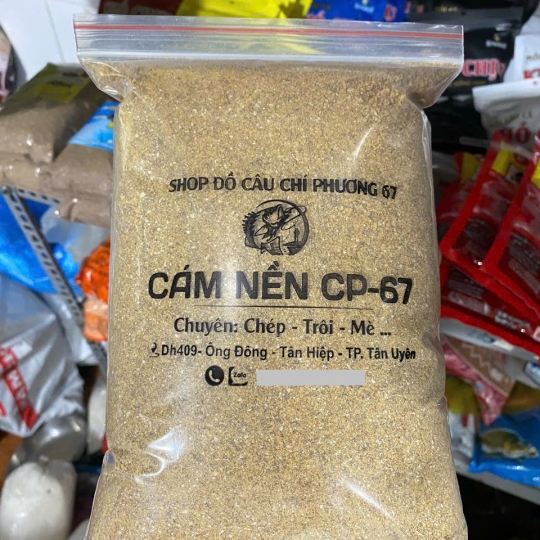 SHOP ĐỒ CÂU CHÍ PHƯƠNG 67
CÁM NỀN CP-67
Chuyên: Chép - Trôi - Mè ...
Dh409- Ông Đông - Tân Hiệp - TP. Tân Uyên
Zalo